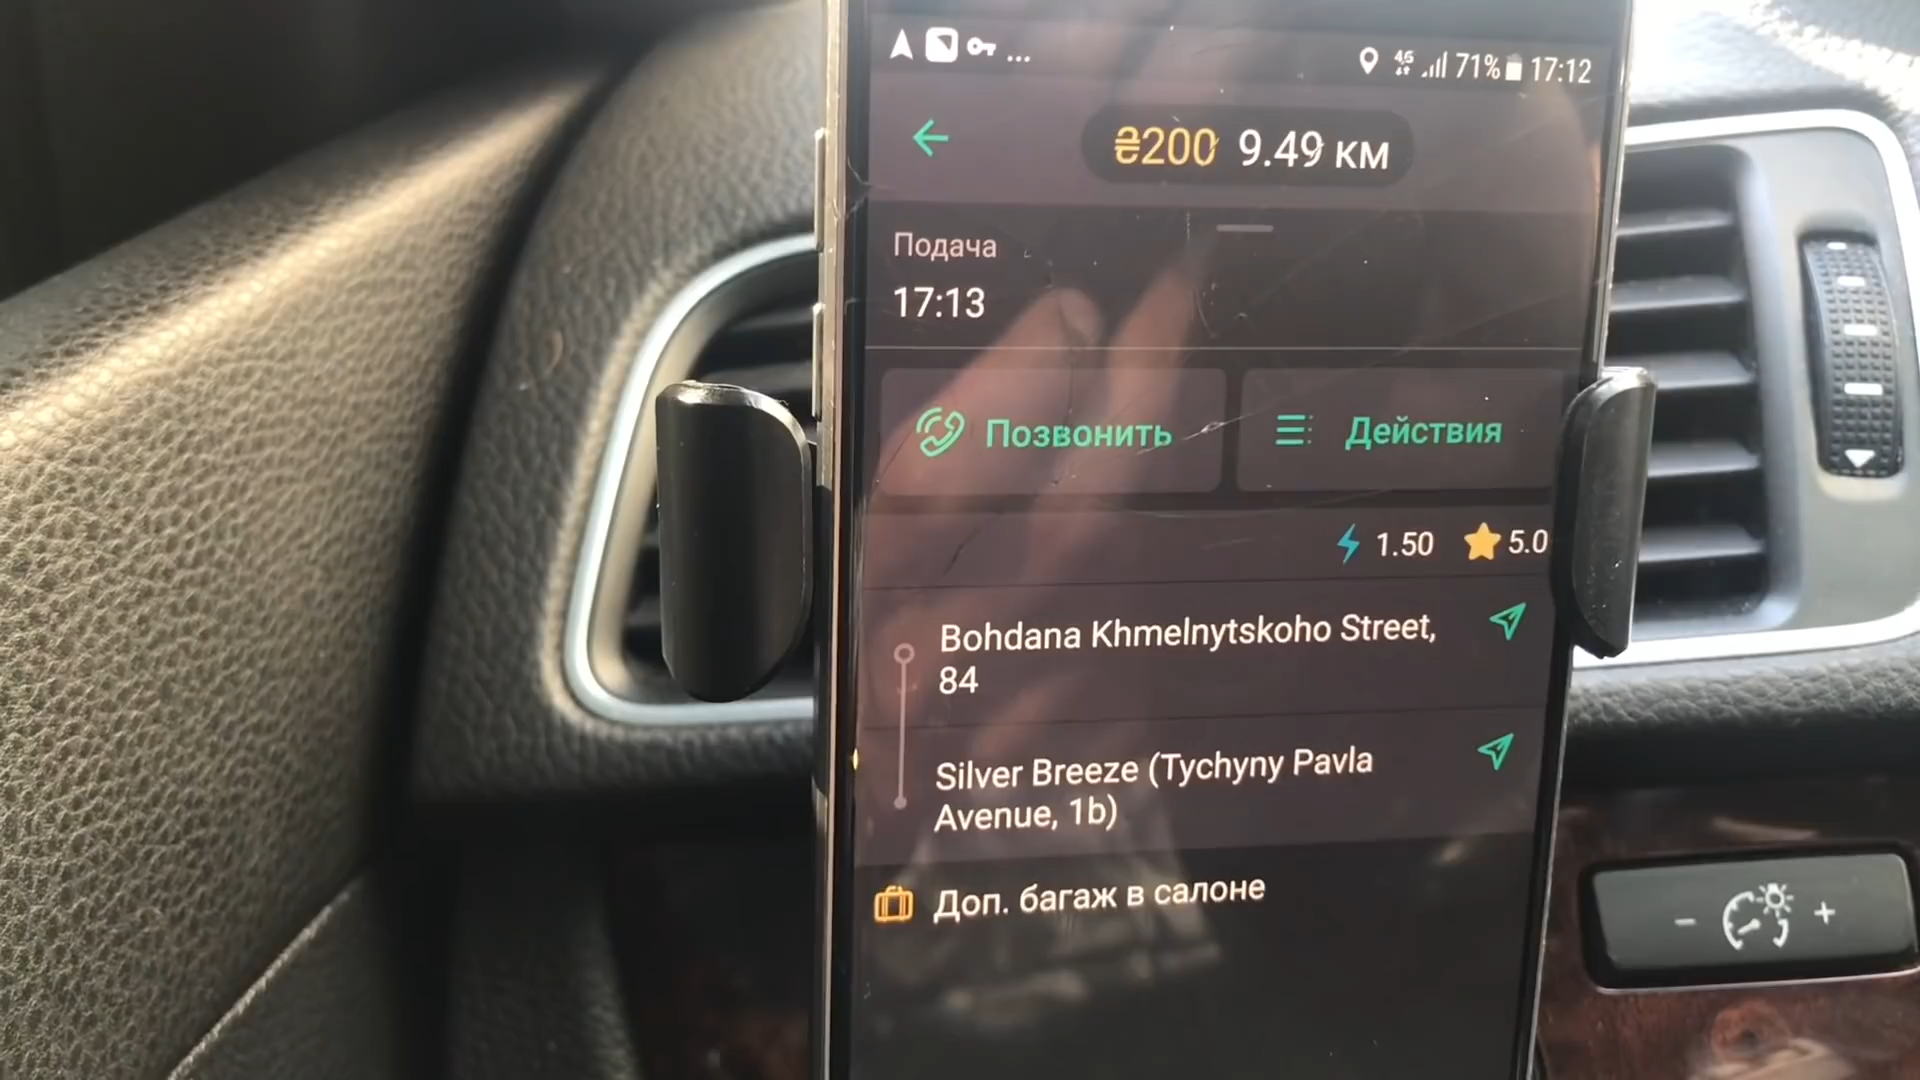 ... 45 71% 17:12
₴200 9.49 км
Подача
17:13
Позвонить Действия
1.50 5.0
Bohdana Khmelnytskoho Street,
84
Silver Breeze (Tychyny Pavla
Avenue, 1b)
Доп. багаж в салоне
- +